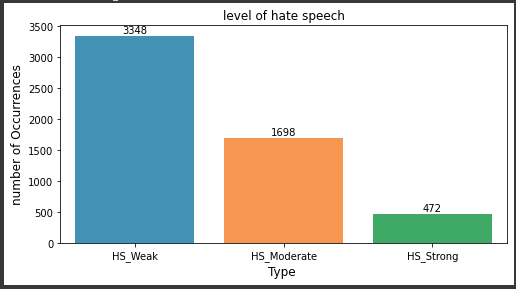 level of hate speech
number of Occurrences
3500
3000
2500
2000
1500
1000
500
0
3348
1698
472
HS_Weak
HS_Moderate
HS_Strong
Type